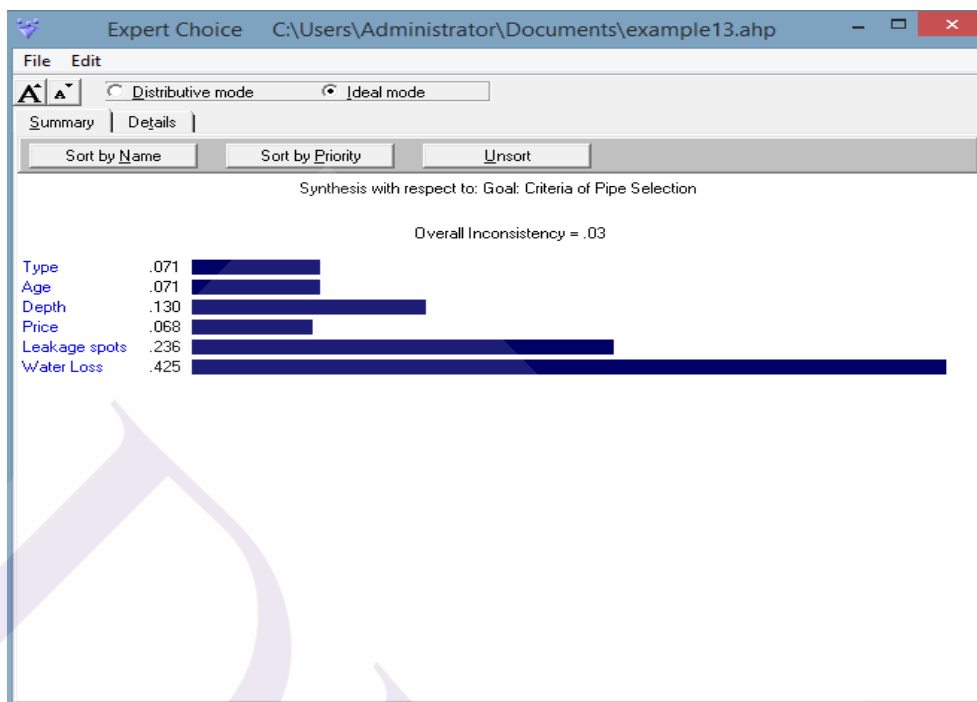 Expert Choice C:\Users\Administrator\Documents\example13.ahp
File Edit
A A Distributive mode Ideal mode
Summary Details
Sort by Name Sort by Priority Unsort
Synthesis with respect to: Goal: Criteria of Pipe Selection
Overall Inconsistency = .03
Type .071
Age .071
Depth .130
Price .068
Leakage spots .236
Water Loss .425